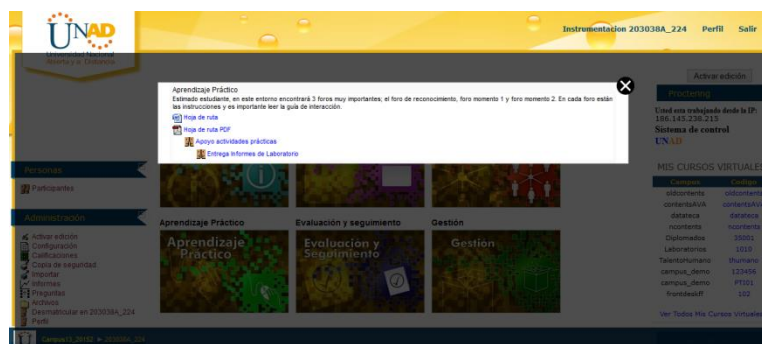 UNAD
Universidad Nacional
Abierta y a Distancia
Instrumentacion 203038A_224 Perfil Salir
Activar edición
Aprendizaje Práctico
Estimado estudiante, en este entorno encontrará 3 foros muy importantes; el foro de reconocimiento, foro momento 1 y foro momento 2. En cada foro están
las instrucciones y es importante leer la guía de interacción.
Hoja de ruta
Hoja de ruta PDF
Apoyo actividades prácticas
Entrega Informes de Laboratorio
Proctering
Usted esta trabajando desde la IP:
186.145.238.215
Sistema de control
UNAD
Personas
Participantes
Administración
Activar edición
Configuración
Calificaciones
Copia de seguridad
Importar
Informes
Preguntas
Archivos
Desmatricular en 203038A_224
Perfil
Aprendizaje Práctico Evaluación y seguimiento Gestión
Aprendizaje
Práctico
Evaluación y
Seguimiento
Gestión
MIS CURSOS VIRTUALES
Campus Codigo
oldcontents oldcontents
contentsAVA contentsAVA
datateca datateca
ncontents ncontents
Diplomados 35001
Laboratorios 1010
TalentoHumano thumano
campus_demo 123456
campus_demo PT101
frontdeskff 102
Ver Todos Mis Cursos Virtuales
Campus13_20152 ► 203038A_224